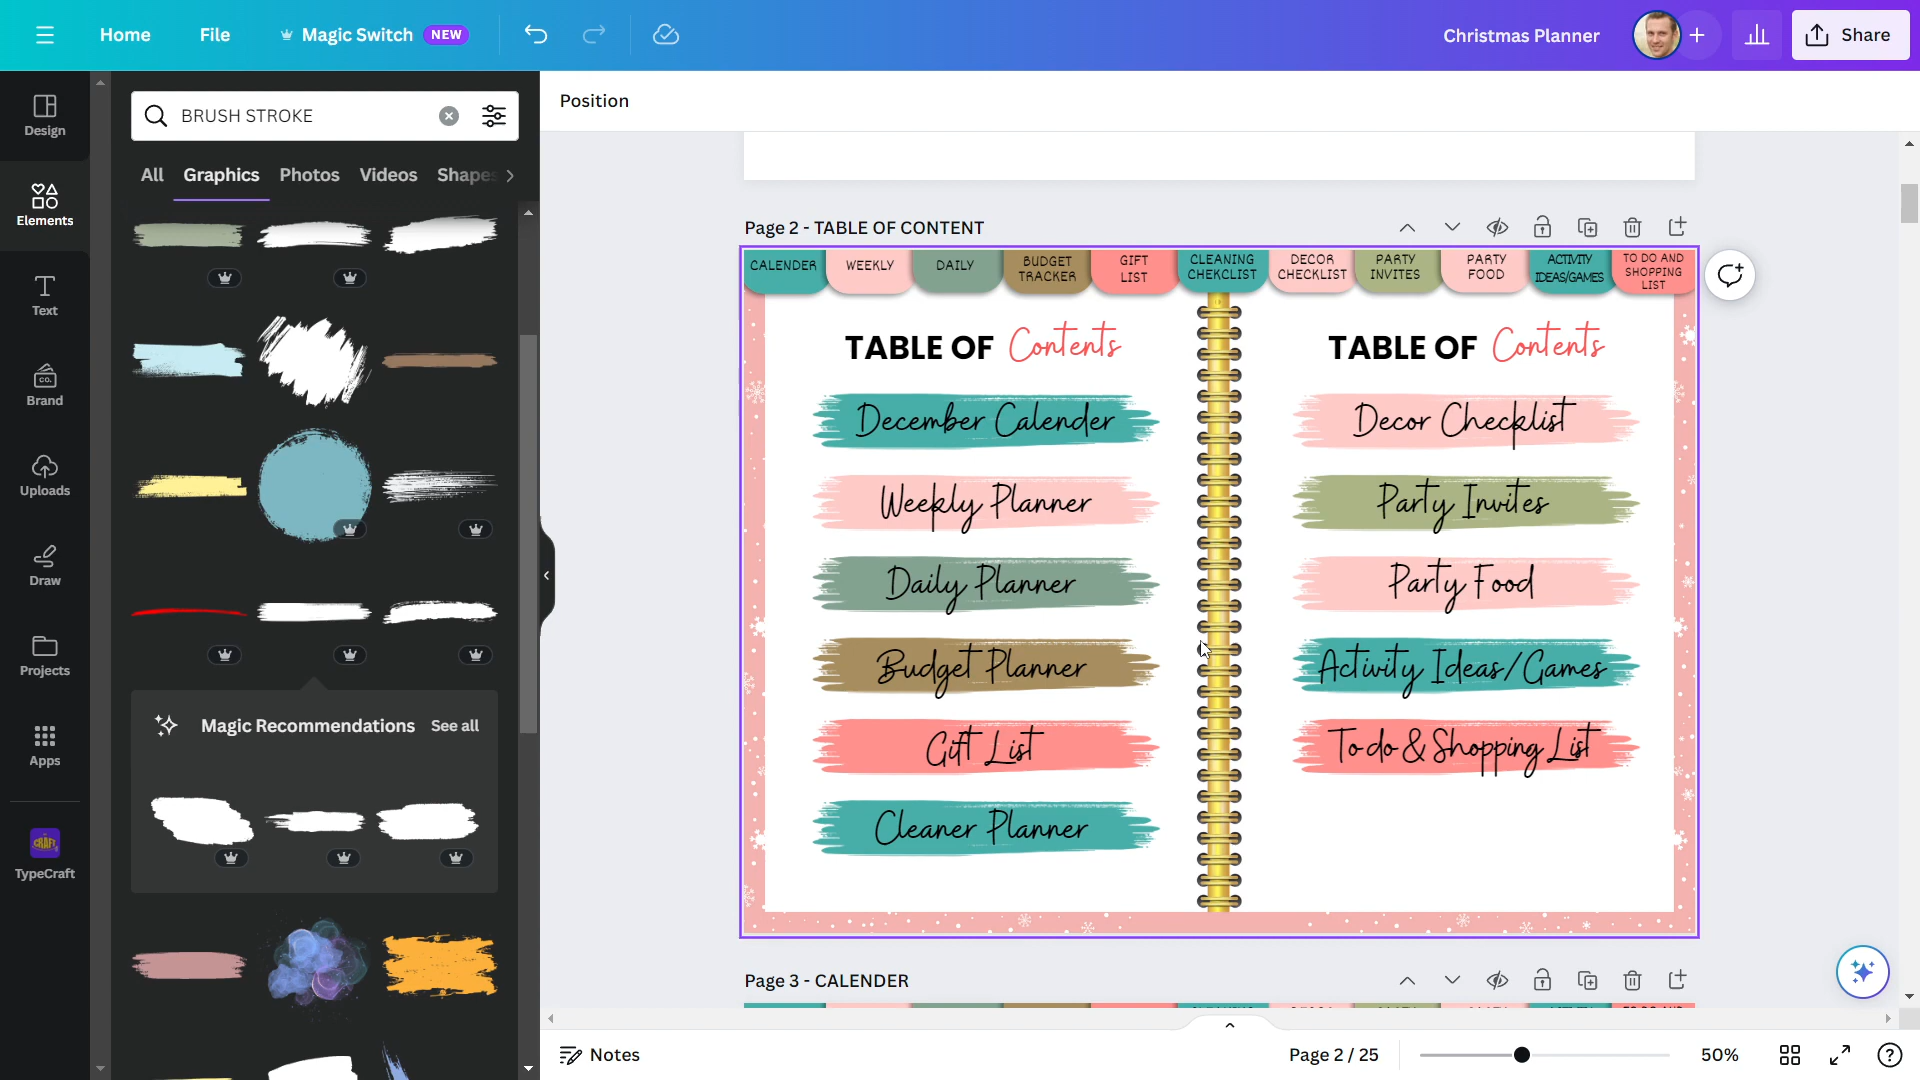 Home File Magic Switch NEW Christmas Planner Share
Design
Elements
Text
Brand
CO.
Uploads
Draw
Projects
Apps
CRAFT
TypeCraft
BRUSH STROKE
All Graphics Photos Videos Shapes
Magic Recommendations See all
Position
Page 2 - TABLE OF CONTENT
CALENDER
WEEKLY
DAILY
BUDGET
TRACKER
GIFT
LIST
CLEANING
CHEKCLIST
DECOR
CHECKLIST
PARTY
INVITES
PARTY
FOOD
ACTIVITY
IDEAS/GAMES
TO DO AND
SHOPPING
LIST
TABLE OF Contents
December Calender
Weekly Planner
Daily Planner
Budget Planner
Gift List
Cleaner Planner
TABLE OF Contents
Decor Checklist
Party Invites
Party Food
Activity Ideas/Games
To do & Shopping List
Page 3 - CALENDER
Notes Page 2 / 25 50%